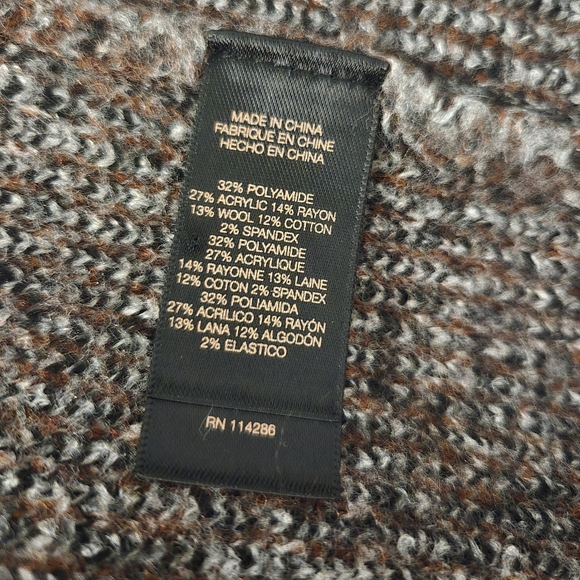 MADE IN CHINA
FABRIQUE EN CHINE
HECHO EN CHINA
32% POLYAMIDE
27% ACRYLIC 14% RAYON
13% WOOL 12% COTTON
2% SPANDEX
32% POLYAMIDE
27% ACRYLIQUE
14% RAYONNE 13% LAINE
12% COTON 2% SPANDEX
32% POLIAMIDA
27% ACRILICO 14% RAYÓN
13% LANA 12% ALGODÓN
2% ELASTICO
RN 114286